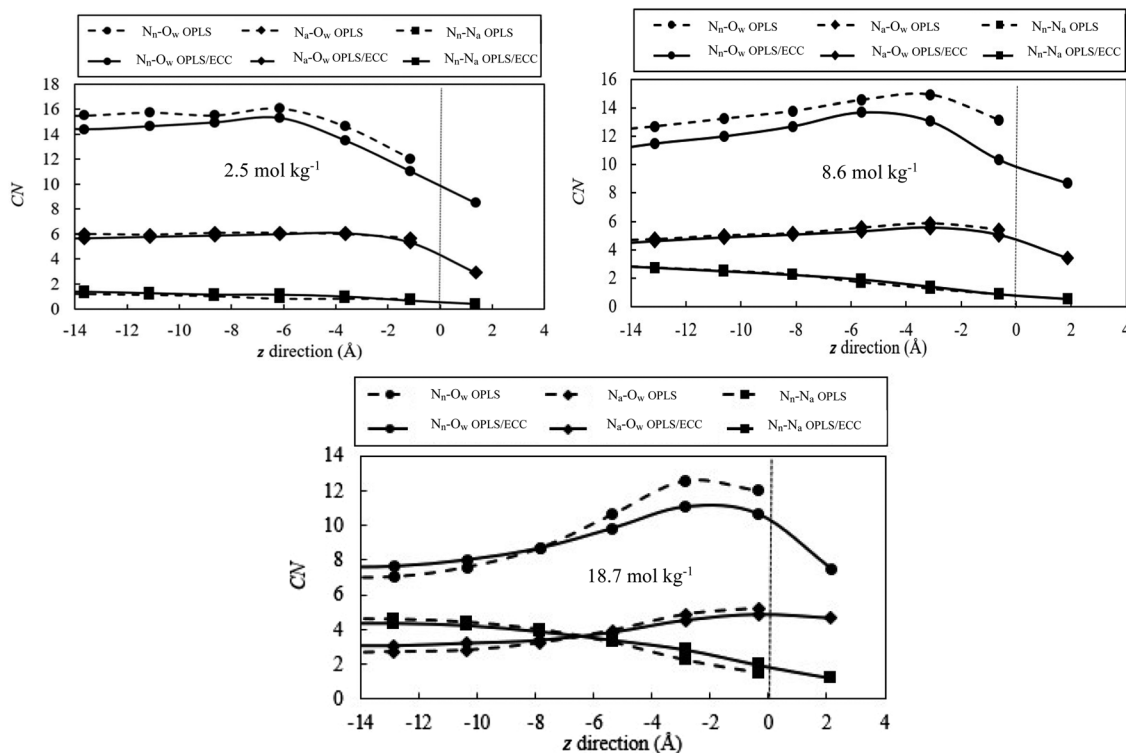 Nn-Ow OPLS Na-Ow OPLS Nn-Na OPLS
Nn-Ow OPLS/ECC Na-Ow OPLS/ECC Nn-Na OPLS/ECC
18
16
14
12
10
8
6
4
2
0
CN
2.5 mol kg-1
-14 -12 -10 -8 -6 -4 -2 0 2 4
z direction (Å)
Nn-Ow OPLS Na-Ow OPLS Nn-Na OPLS
Nn-Ow OPLS/ECC Na-Ow OPLS/ECC Nn-Na OPLS/ECC
16
14
12
10
8
6
4
2
0
CN
8.6 mol kg-1
-14 -12 -10 -8 -6 -4 -2 0 2 4
z direction (Å)
Nn-Ow OPLS Na-Ow OPLS Nn-Na OPLS
Nn-Ow OPLS/ECC Na-Ow OPLS/ECC Nn-Na OPLS/ECC
14
12
10
8
6
4
2
0
CN
18.7 mol kg-1
-14 -12 -10 -8 -6 -4 -2 0 2 4
z direction (Å)